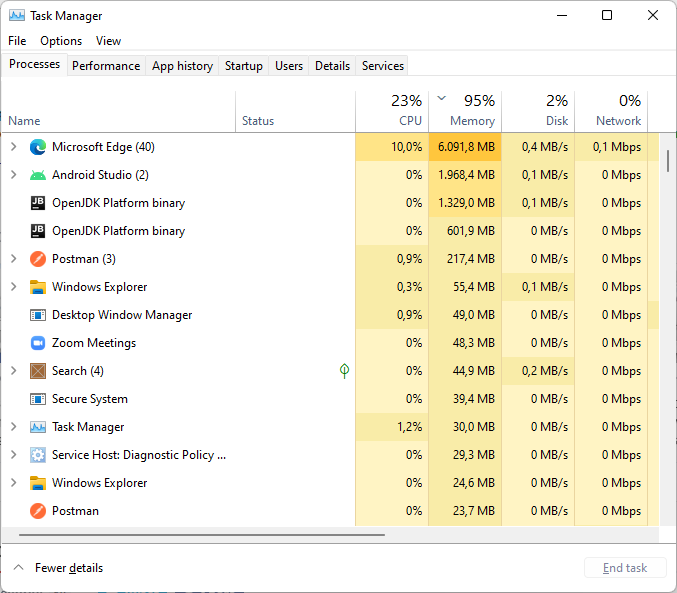 Task Manager
File Options View
Processes Performance App history Startup Users Details Services
23% 95% 2% 0%
Name Status CPU Memory Disk Network
Microsoft Edge (40) 10,0% 6.091,8 MB 0,4 MB/s 0,1 Mbps
Android Studio (2) 0% 1.968,4 MB 0,1 MB/s 0 Mbps
JB OpenJDK Platform binary 0% 1.329,0 MB 0,1 MB/s 0 Mbps
JB OpenJDK Platform binary 0% 601,9 MB 0 MB/s 0 Mbps
Postman (3) 0,9% 217,4 MB 0 MB/s 0 Mbps
Windows Explorer 0,3% 55,4 MB 0,1 MB/s 0 Mbps
Desktop Window Manager 0,9% 49,0 MB 0 MB/s 0 Mbps
Zoom Meetings 0% 48,3 MB 0 MB/s 0 Mbps
Search (4) 0% 44,9 MB 0,2 MB/s 0 Mbps
Secure System 0% 39,4 MB 0 MB/s 0 Mbps
Task Manager 1,2% 30,0 MB 0 MB/s 0 Mbps
Service Host: Diagnostic Policy ... 0% 29,3 MB 0 MB/s 0 Mbps
Windows Explorer 0% 24,6 MB 0 MB/s 0 Mbps
Postman 0% 23,7 MB 0 MB/s 0 Mbps
Fewer details End task